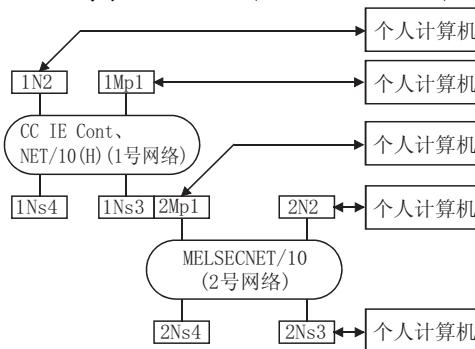 个人计算机
1N2
1Mp1
个人计算机
CC IE Cont、
NET/10(H)(1号网络)
个人计算机
1Ns4
1Ns3
2Mp1
2N2
个人计算机
MELSECNET/10
(2号网络)
2Ns4
2Ns3
个人计算机